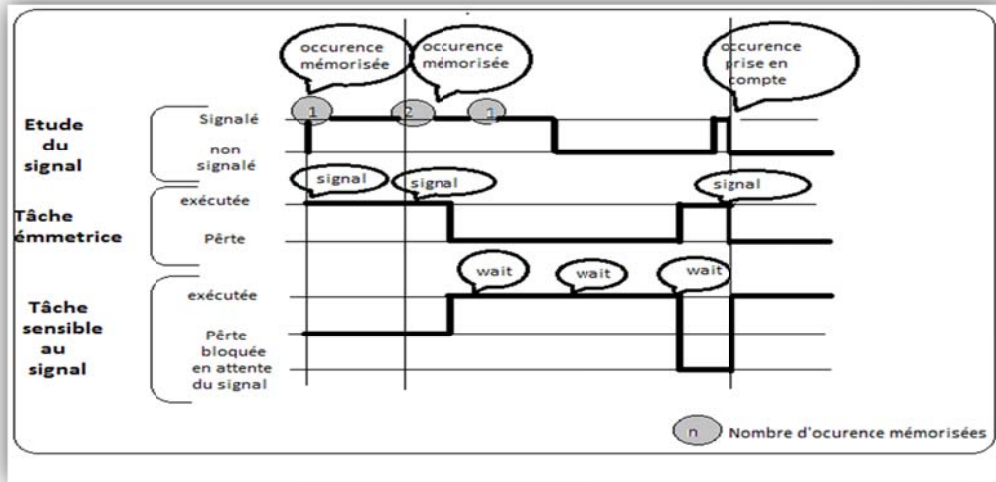 occurence
mémorisée
occurence
mémorisée
occurence
prise en
compte
1
2
1
Etude
du
signal
Signalé
non
signalé
signal
signal
signal
Tâche
émmetrice
exécutée
Pêrte
wait
wait
wait
Tâche
sensible
au
signal
exécutée
Pêrte
bloquée
en attente
du signal
n
Nombre d'ocurence mémorisées